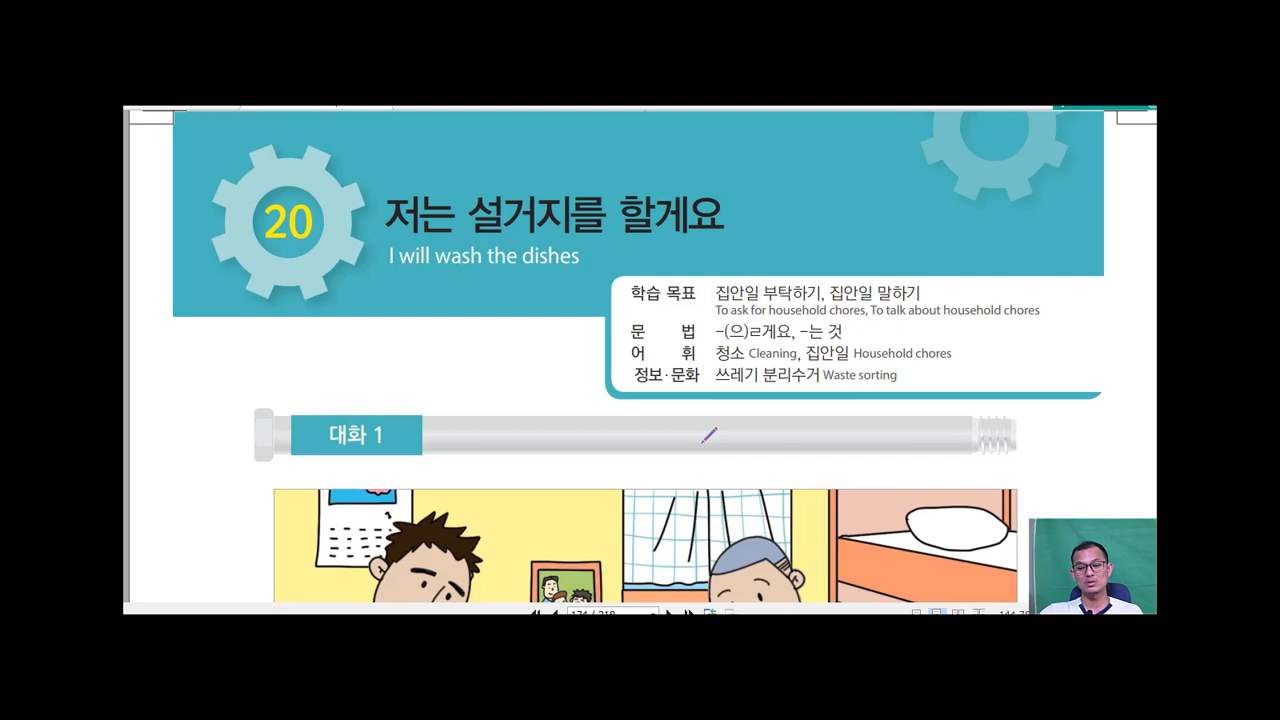 20
저는 설거지를 할게요
I will wash the dishes
학습 목표 집안일 부탁하기, 집안일 말하기
To ask for household chores, To talk about household chores
문 법 -(으)ㄹ게요, -는 것
어 휘 청소 Cleaning, 집안일 Household chores
정보·문화 쓰레기 분리수거 Waste sorting
대화 1